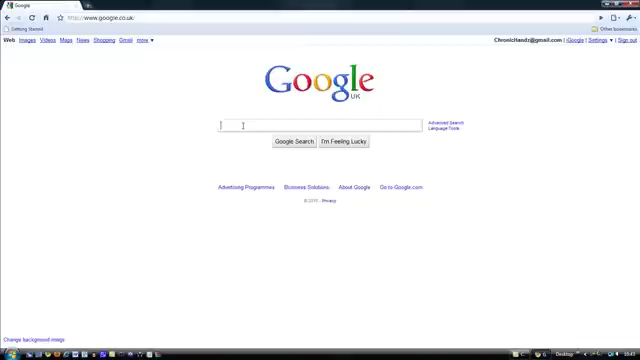 Google
http://www.google.co.uk
Getting Started
Other bookmarks
Web Images Videos Maps News Shopping Gmail more ▼
ChronicHandz@gmail.com | iGoogle | Settings ▼ | Sign out
Google
UK
Advanced Search
Language Tools
Google Search
I'm Feeling Lucky
Advertising Programmes
Business Solutions
About Google
Go to Google.com
Privacy
Change background image
Desktop